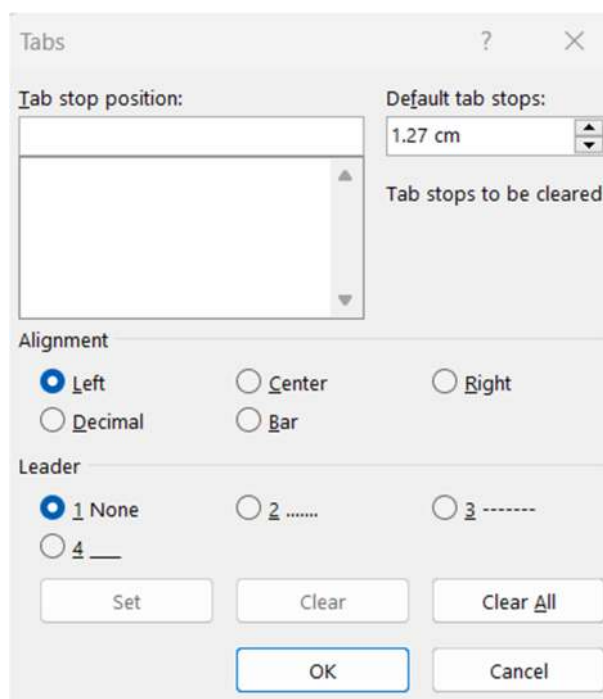 Tabs ?
Tab stop position: Default tab stops:
1.27 cm
Tab stops to be cleared
Alignment
Left Center Right
Decimal Bar
Leader
1 None 2 ....... 3 -------
4 ___
Set Clear Clear All
OK Cancel